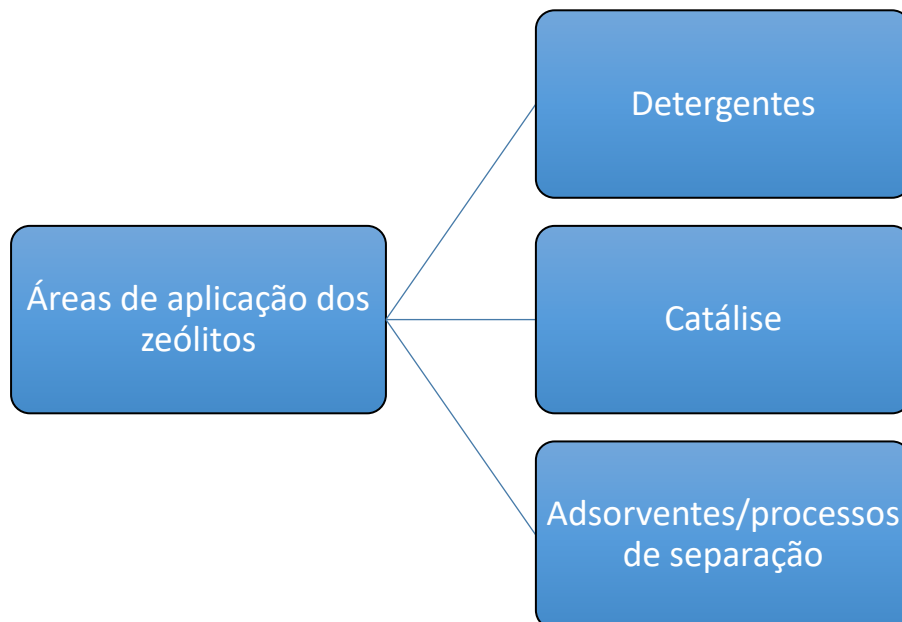 Detergentes
Áreas de aplicação dos
zeólitos
Catálise
Adsorventes/processos
de separação